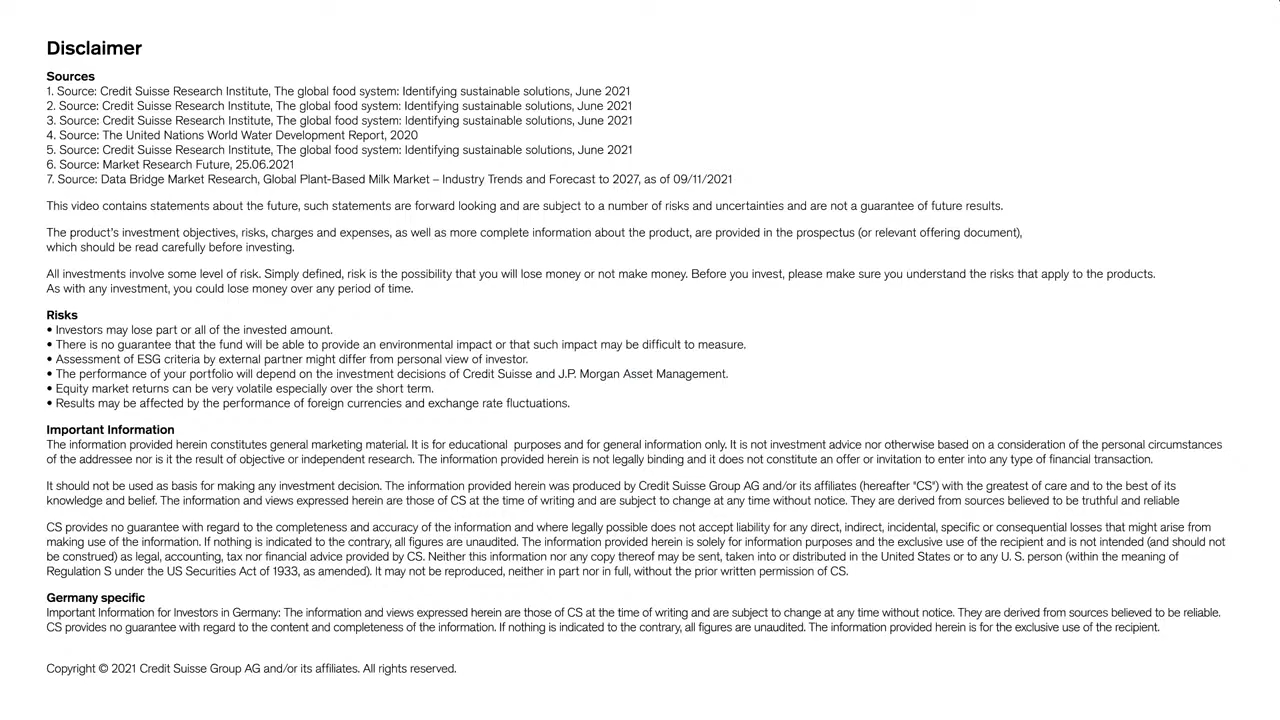 Disclaimer
Sources
1. Source: Credit Suisse Research Institute, The global food system: Identifying sustainable solutions, June 2021
2. Source: Credit Suisse Research Institute, The global food system: Identifying sustainable solutions, June 2021
3. Source: Credit Suisse Research Institute, The global food system: Identifying sustainable solutions, June 2021
4. Source: The United Nations World Water Development Report, 2020
5. Source: Credit Suisse Research Institute, The global food system: Identifying sustainable solutions, June 2021
6. Source: Market Research Future, 25.06.2021
7. Source: Data Bridge Market Research, Global Plant-Based Milk Market – Industry Trends and Forecast to 2027, as of 09/11/2021
This video contains statements about the future, such statements are forward looking and are subject to a number of risks and uncertainties and are not a guarantee of future results.
The product's investment objectives, risks, charges and expenses, as well as more complete information about the product, are provided in the prospectus (or relevant offering document),
which should be read carefully before investing.
All investments involve some level of risk. Simply defined, risk is the possibility that you will lose money or not make money. Before you invest, please make sure you understand the risks that apply to the products.
As with any investment, you could lose money over any period of time.
Risks
• Investors may lose part or all of the invested amount.
• There is no guarantee that the fund will be able to provide an environmental impact or that such impact may be difficult to measure.
• Assessment of ESG criteria by external partner might differ from personal view of investor.
• The performance of your portfolio will depend on the investment decisions of Credit Suisse and J.P. Morgan Asset Management.
• Equity market returns can be very volatile especially over the short term.
• Results may be affected by the performance of foreign currencies and exchange rate fluctuations.
Important Information
The information provided herein constitutes general marketing material. It is for educational purposes and for general information only. It is not investment advice nor otherwise based on a consideration of the personal circumstances
of the addressee nor is it the result of objective or independent research. The information provided herein is not legally binding and it does not constitute an offer or invitation to enter into any type of financial transaction.
It should not be used as basis for making any investment decision. The information provided herein was produced by Credit Suisse Group AG and/or its affiliates (hereafter "CS") with the greatest of care and to the best of its
knowledge and belief. The information and views expressed herein are those of CS at the time of writing and are subject to change at any time without notice. They are derived from sources believed to be truthful and reliable
CS provides no guarantee with regard to the completeness and accuracy of the information and where legally possible does not accept liability for any direct, indirect, incidental, specific or consequential losses that might arise from
making use of the information. If nothing is indicated to the contrary, all figures are unaudited. The information provided herein is solely for information purposes and the exclusive use of the recipient and is not intended (and should not
be construed) as legal, accounting, tax nor financial advice provided by CS. Neither this information nor any copy thereof may be sent, taken into or distributed in the United States or to any U. S. person (within the meaning of
Regulation S under the US Securities Act of 1933, as amended). It may not be reproduced, neither in part nor in full, without the prior written permission of CS.
Germany specific
Important Information for Investors in Germany: The information and views expressed herein are those of CS at the time of writing and are subject to change at any time without notice. They are derived from sources believed to be reliable.
CS provides no guarantee with regard to the content and completeness of the information. If nothing is indicated to the contrary, all figures are unaudited. The information provided herein is for the exclusive use of the recipient.
Copyright © 2021 Credit Suisse Group AG and/or its affiliates. All rights reserved.